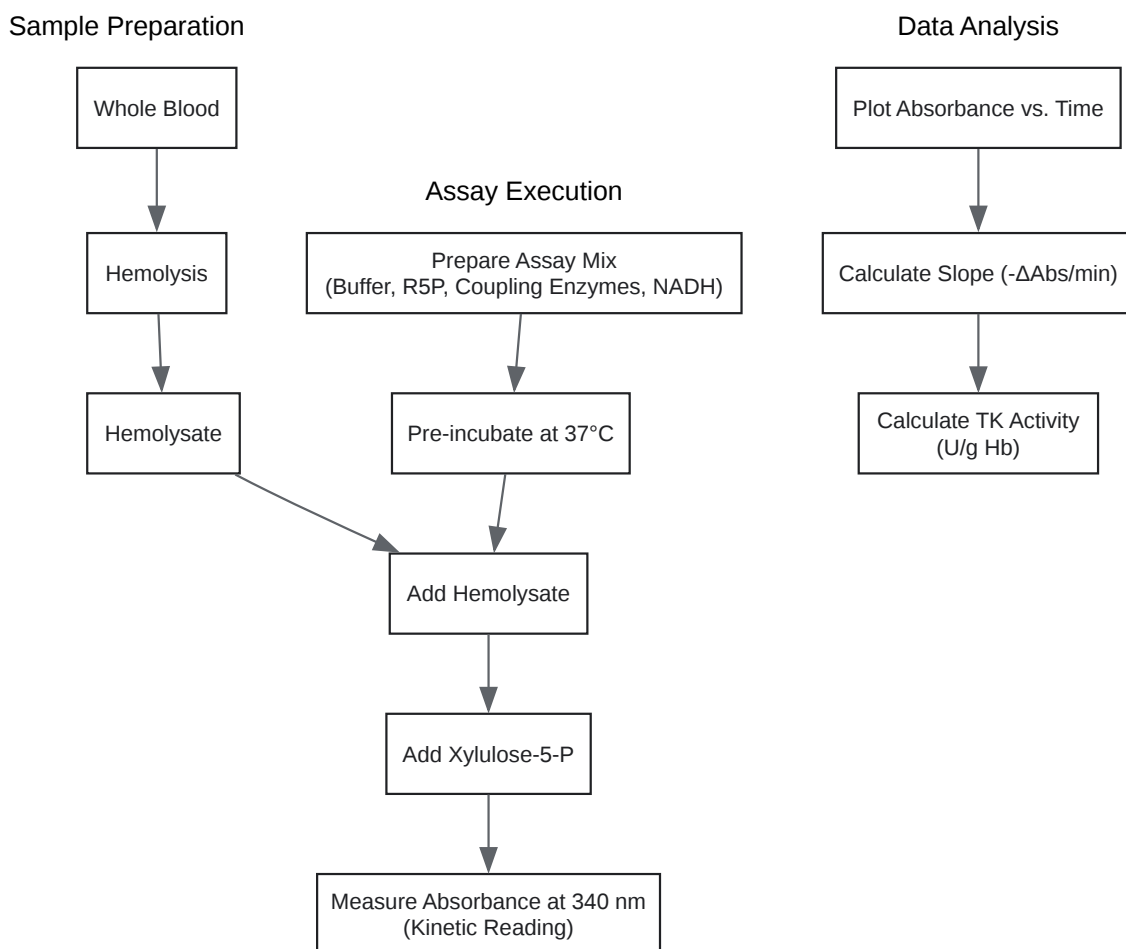 Sample Preparation
Whole Blood
Hemolysis
Hemolysate
Assay Execution
Prepare Assay Mix
(Buffer, R5P, Coupling Enzymes, NADH)
Pre-incubate at 37°C
Add Hemolysate
Add Xylulose-5-P
Measure Absorbance at 340 nm
(Kinetic Reading)
Data Analysis
Plot Absorbance vs. Time
Calculate Slope (-ΔAbs/min)
Calculate TK Activity
(U/g Hb)